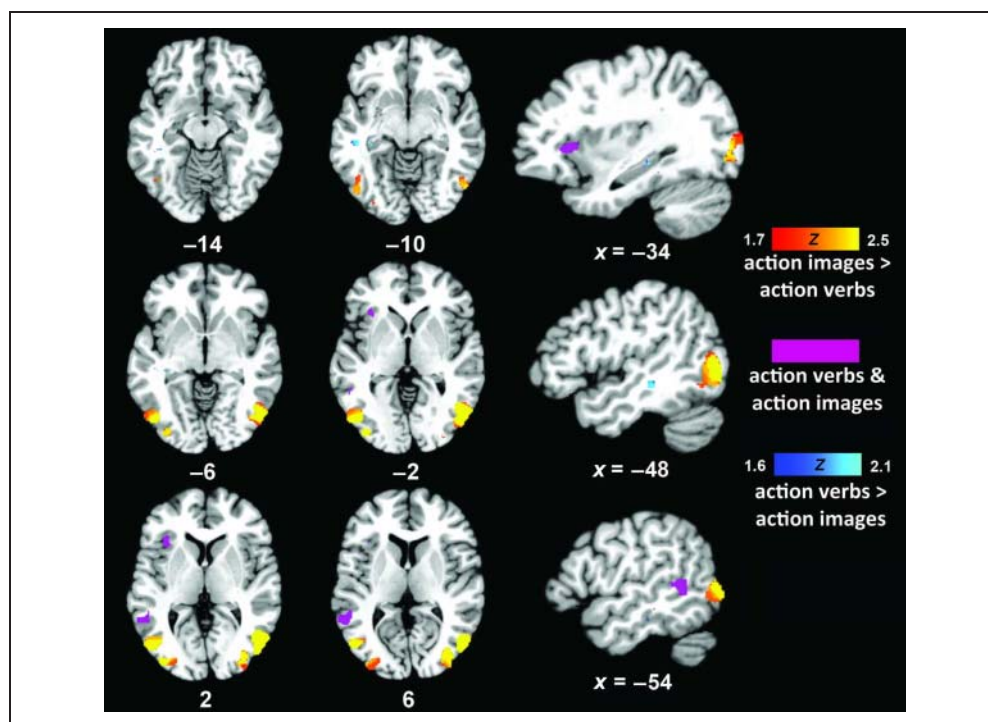 –14
–10
x = –34
1.7 Z 2.5
action images >
action verbs
–6
–2
x = –48
action verbs &
action images
1.6 Z 2.1
action verbs >
action images
2
6
x = –54